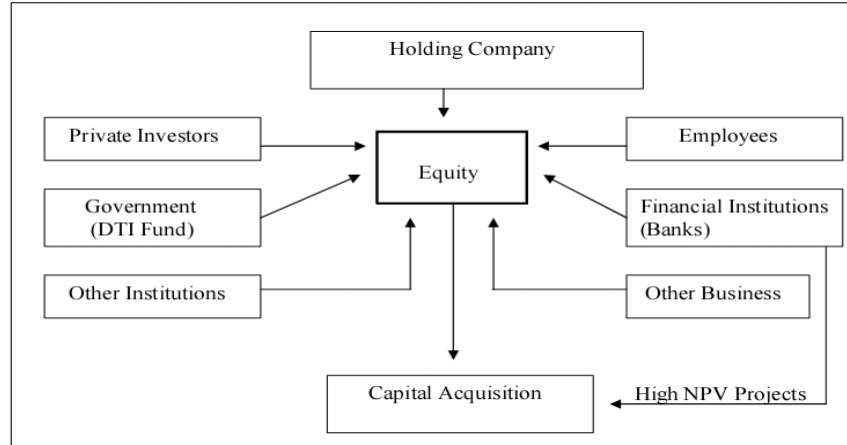 Holding Company
Private Investors
Employees
Equity
Government
(DTI Fund)
Financial Institutions
(Banks)
Other Institutions
Other Business
Capital Acquisition
High NPV Projects